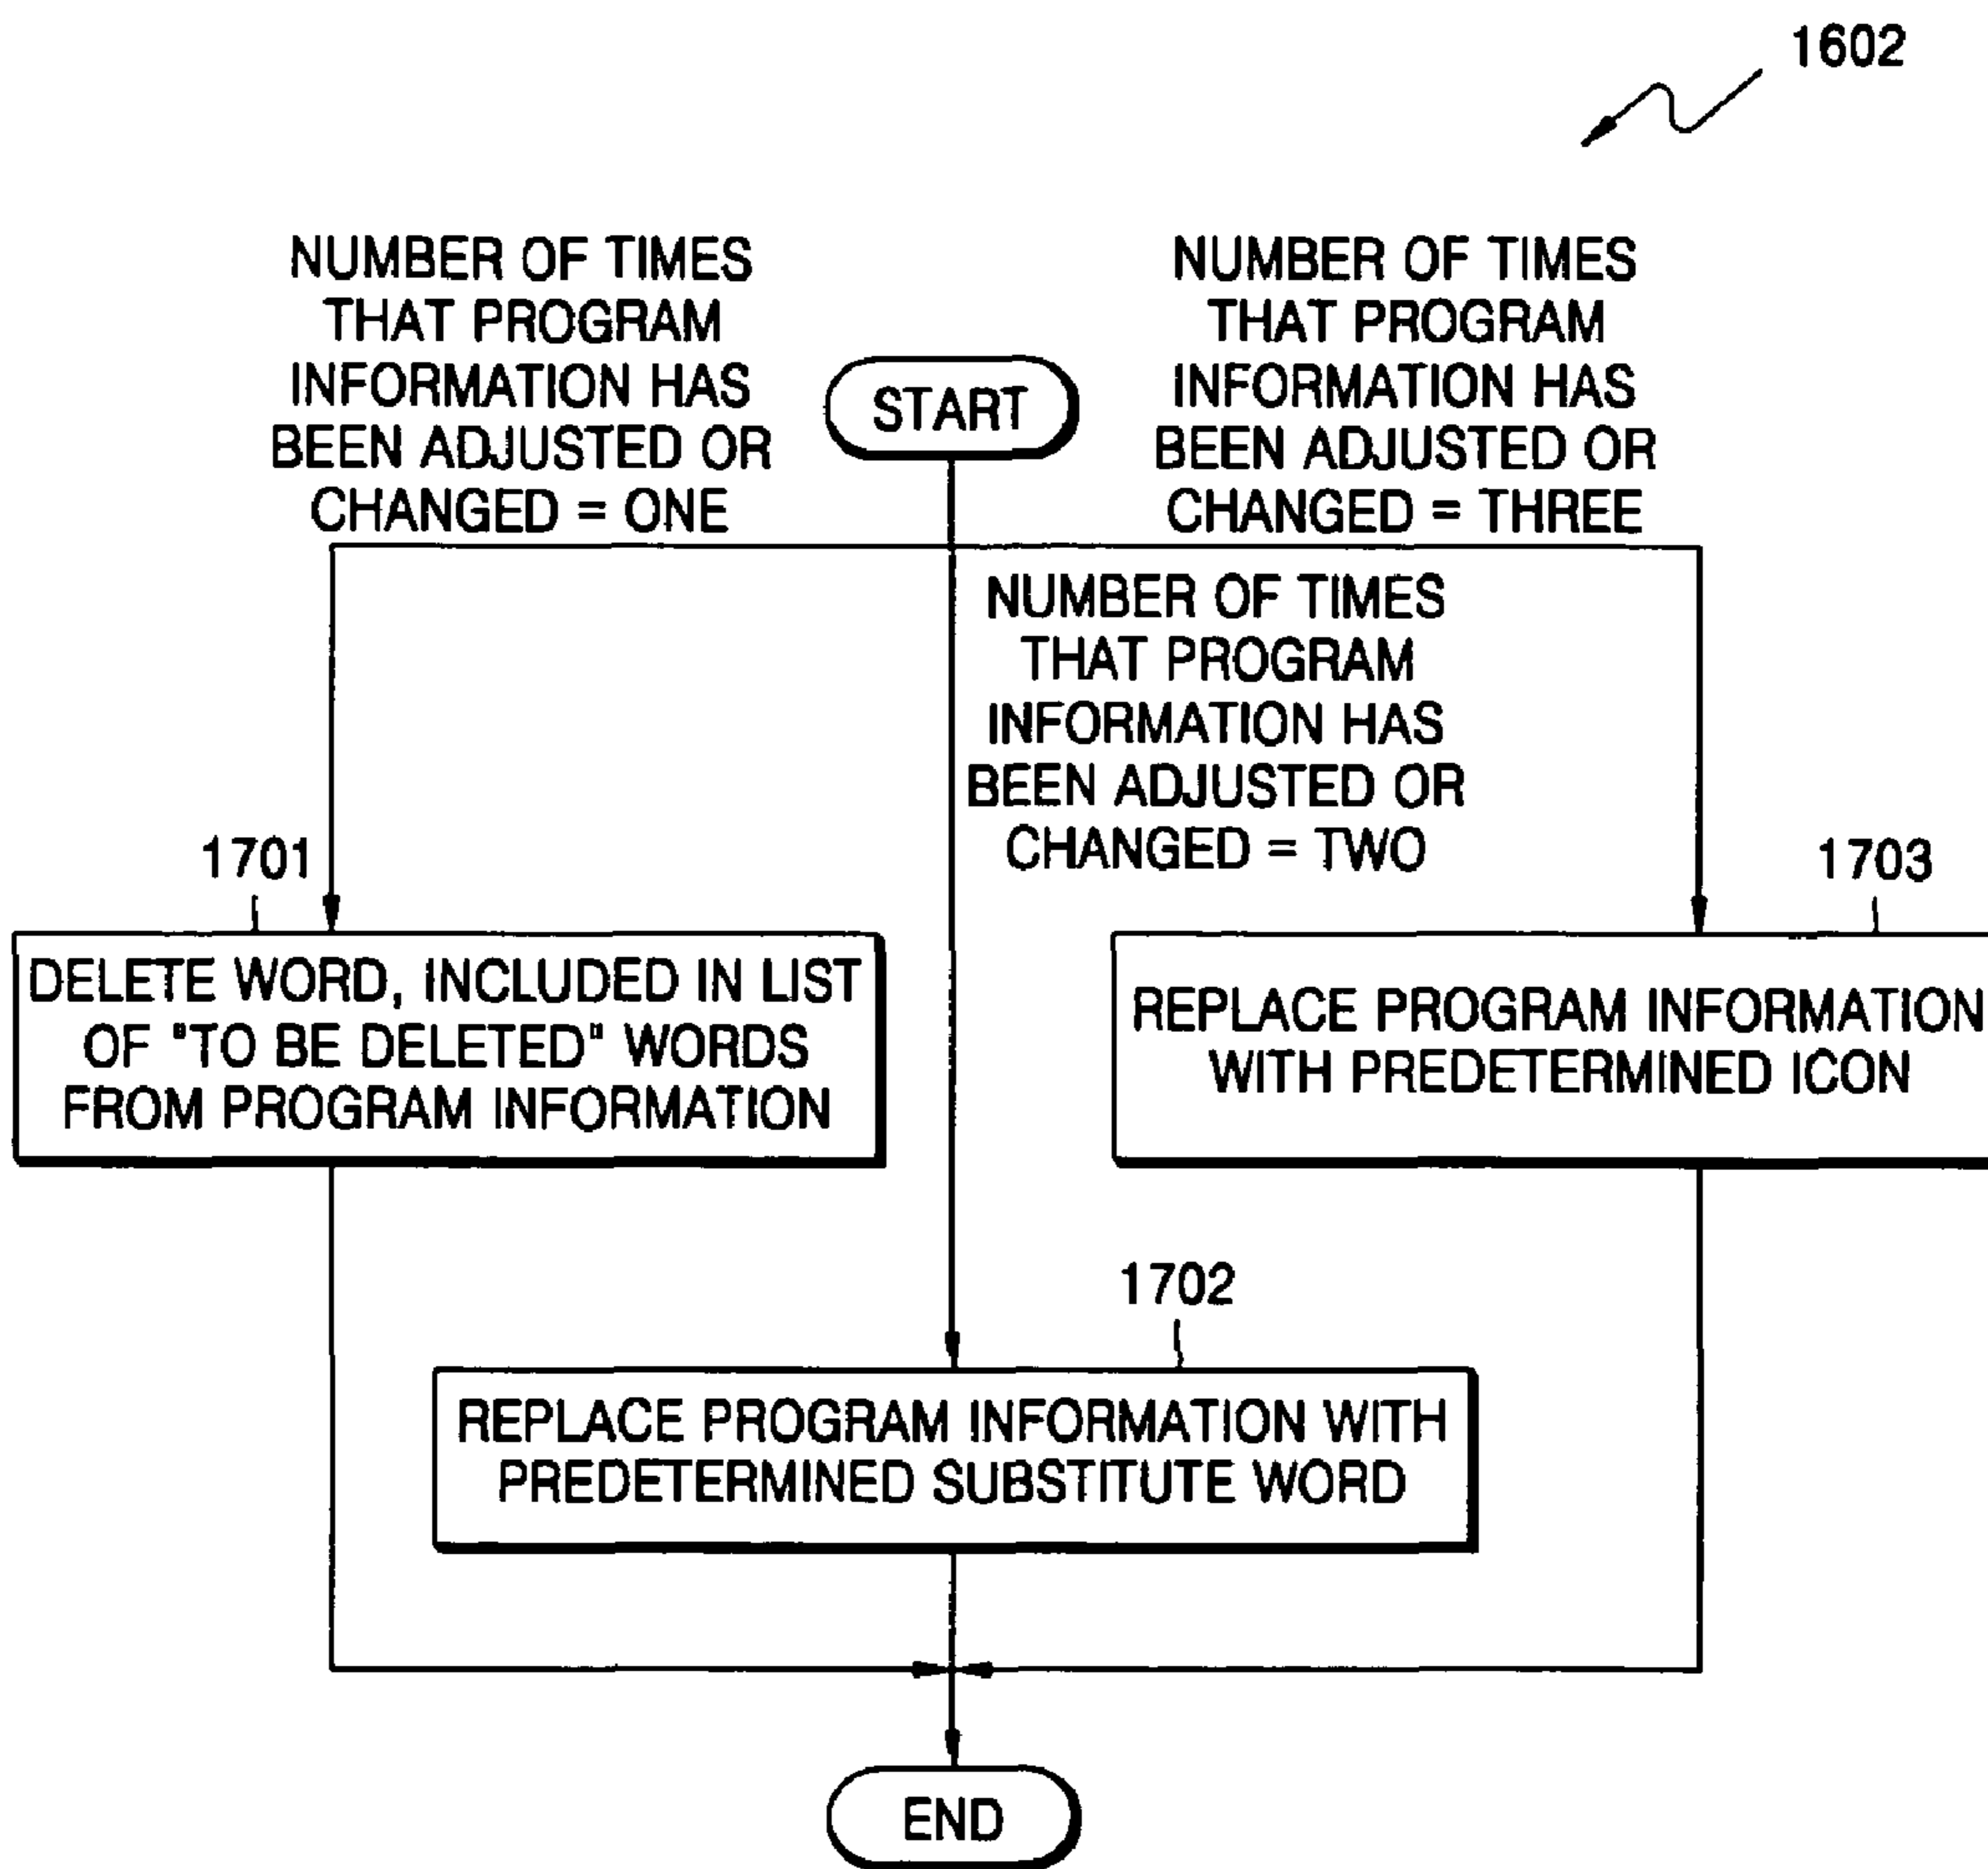 1602
NUMBER OF TIMES
THAT PROGRAM
INFORMATION HAS
BEEN ADJUSTED OR
CHANGED = ONE
START
NUMBER OF TIMES
THAT PROGRAM
INFORMATION HAS
BEEN ADJUSTED OR
CHANGED = THREE
NUMBER OF TIMES
THAT PROGRAM
INFORMATION HAS
BEEN ADJUSTED OR
CHANGED = TWO
1701
DELETE WORD, INCLUDED IN LIST
OF "TO BE DELETED" WORDS
FROM PROGRAM INFORMATION
1703
REPLACE PROGRAM INFORMATION
WITH PREDETERMINED ICON
1702
REPLACE PROGRAM INFORMATION WITH
PREDETERMINED SUBSTITUTE WORD
END